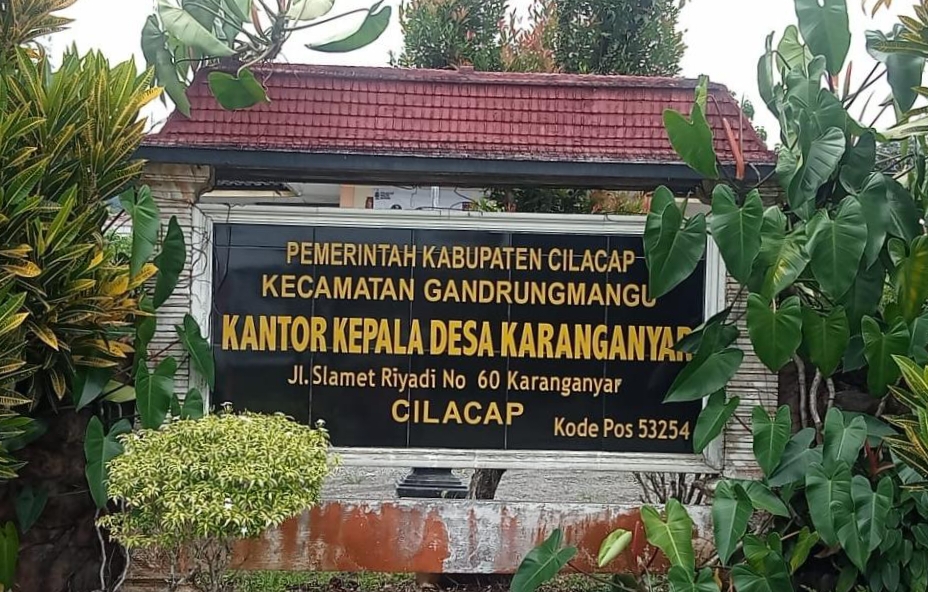 PEMERINTAH KABUPATEN CILACAP
KECAMATAN GANDRUNGMANGU
KANTOR KEPALA DESA KARANGANYAR
Jl. Slamet Riyadi No 60 Karanganyar
CILACAP
Kode Pos 53254